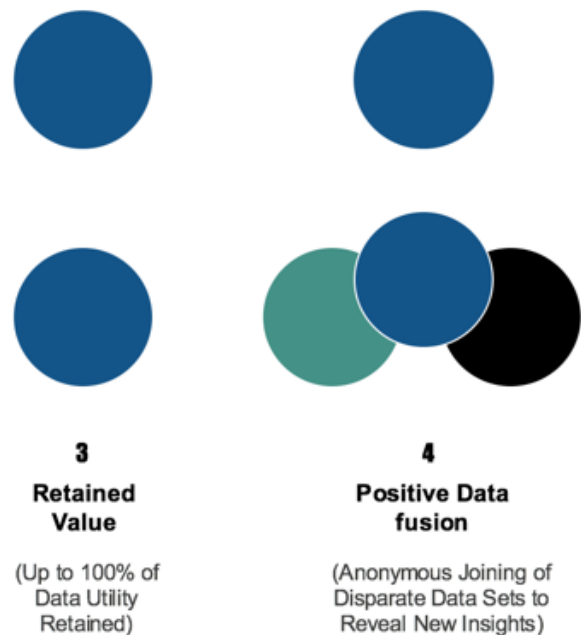 3
Retained
Value
(Up to 100% of
Data Utility
Retained)
4
Positive Data
fusion
(Anonymous Joining of
Disparate Data Sets to
Reveal New Insights)